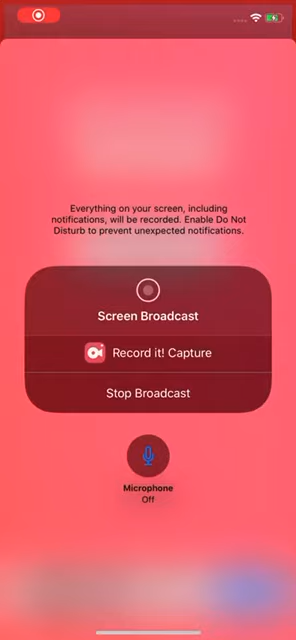 Everything on your screen, including
notifications, will be recorded. Enable Do Not
Disturb to prevent unexpected notifications.
Screen Broadcast
Record it! Capture
Stop Broadcast
Microphone
Off